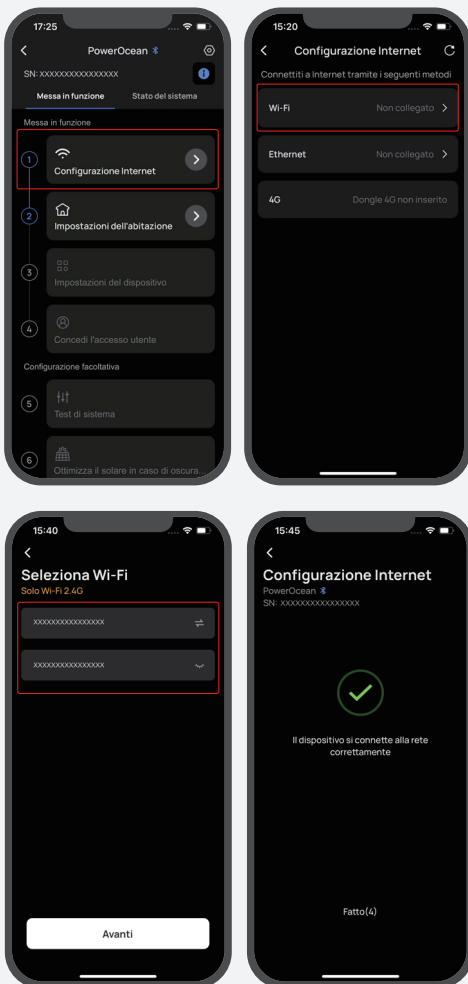 17:25
PowerOcean
SN: XXXXXXXXXXXXXXXX
Messa in funzione
Stato del sistema
Messa in funzione
1
Configurazione Internet
2
Impostazioni dell'abitazione
3
Impostazioni del dispositivo
4
Concedi l'accesso utente
Configurazione facoltativa
5
Test di sistema
6
Ottimizza il solare in caso di oscura...
15:20
Configurazione Internet
Connettiti a Internet tramite i seguenti metodi
Wi-Fi
Non collegato
Ethernet
Non collegato
4G
Dongle 4G non inserito
15:40
Seleziona Wi-Fi
Solo Wi-Fi 2.4G
XXXXXXXXXXXXXXXX
XXXXXXXXXXXXXXXX
Avanti
15:45
Configurazione Internet
PowerOcean
SN: XXXXXXXXXXXXXXXX
Il dispositivo si connette alla rete
correttamente
Fatto(4)